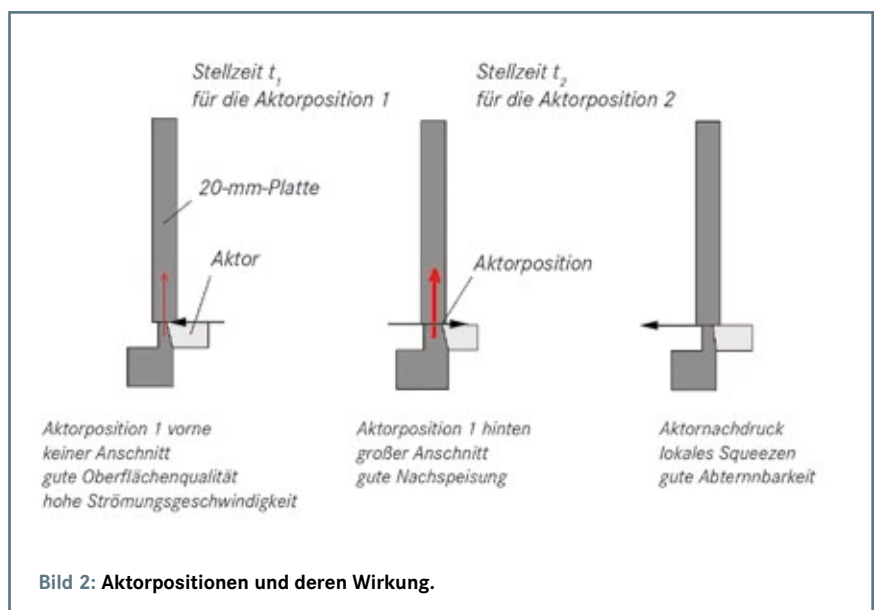 Stellzeit t₁
für die Aktorposition 1
Stellzeit t₂
für die Aktorposition 2
20-mm-Platte
Aktor
Aktorposition
Aktorposition 1 vorne
keiner Anschnitt
gute Oberflächenqualität
hohe Strömungsgeschwindigkeit
Aktorposition 1 hinten
großer Anschnitt
gute Nachspeisung
Aktornachdruck
lokales Squeezen
gute Abternnbarkeit
Bild 2: Aktorpositionen und deren Wirkung.